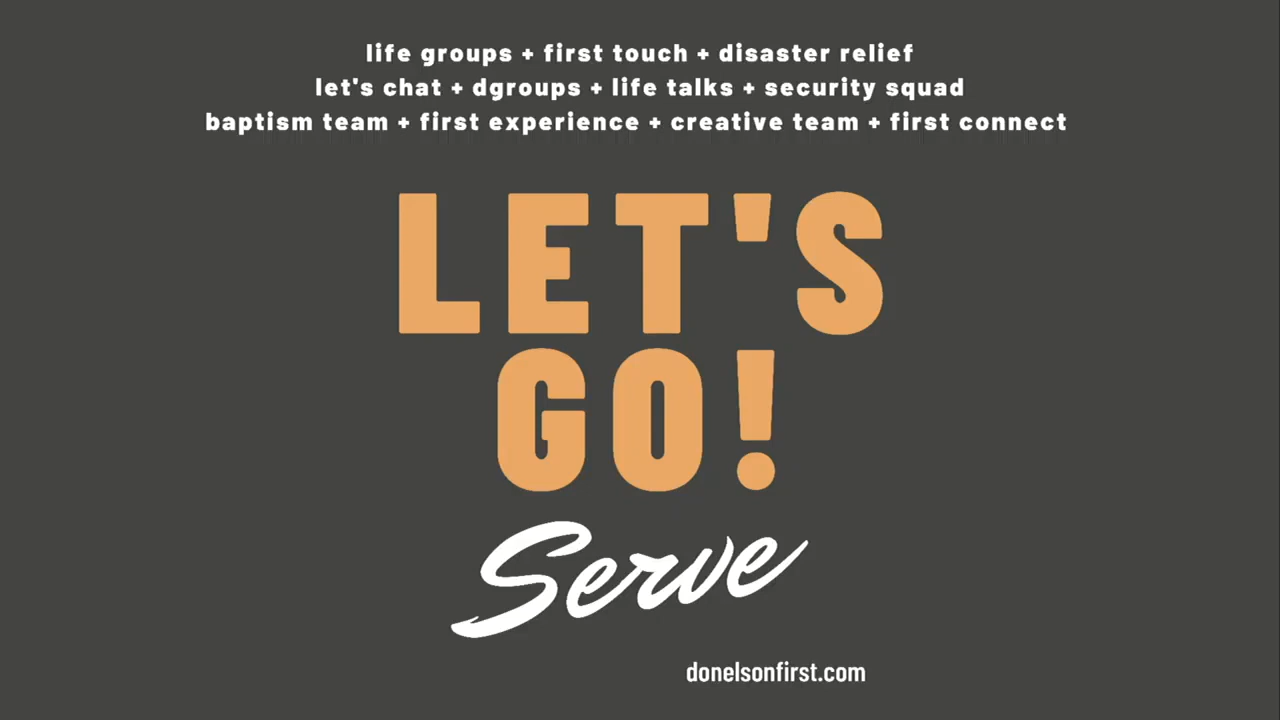 life groups + first touch + disaster relief
let's chat + dgroups + life talks + security squad
baptism team + first experience + creative team + first connect
LET'S
GO!
Serve
donelsonfirst.com